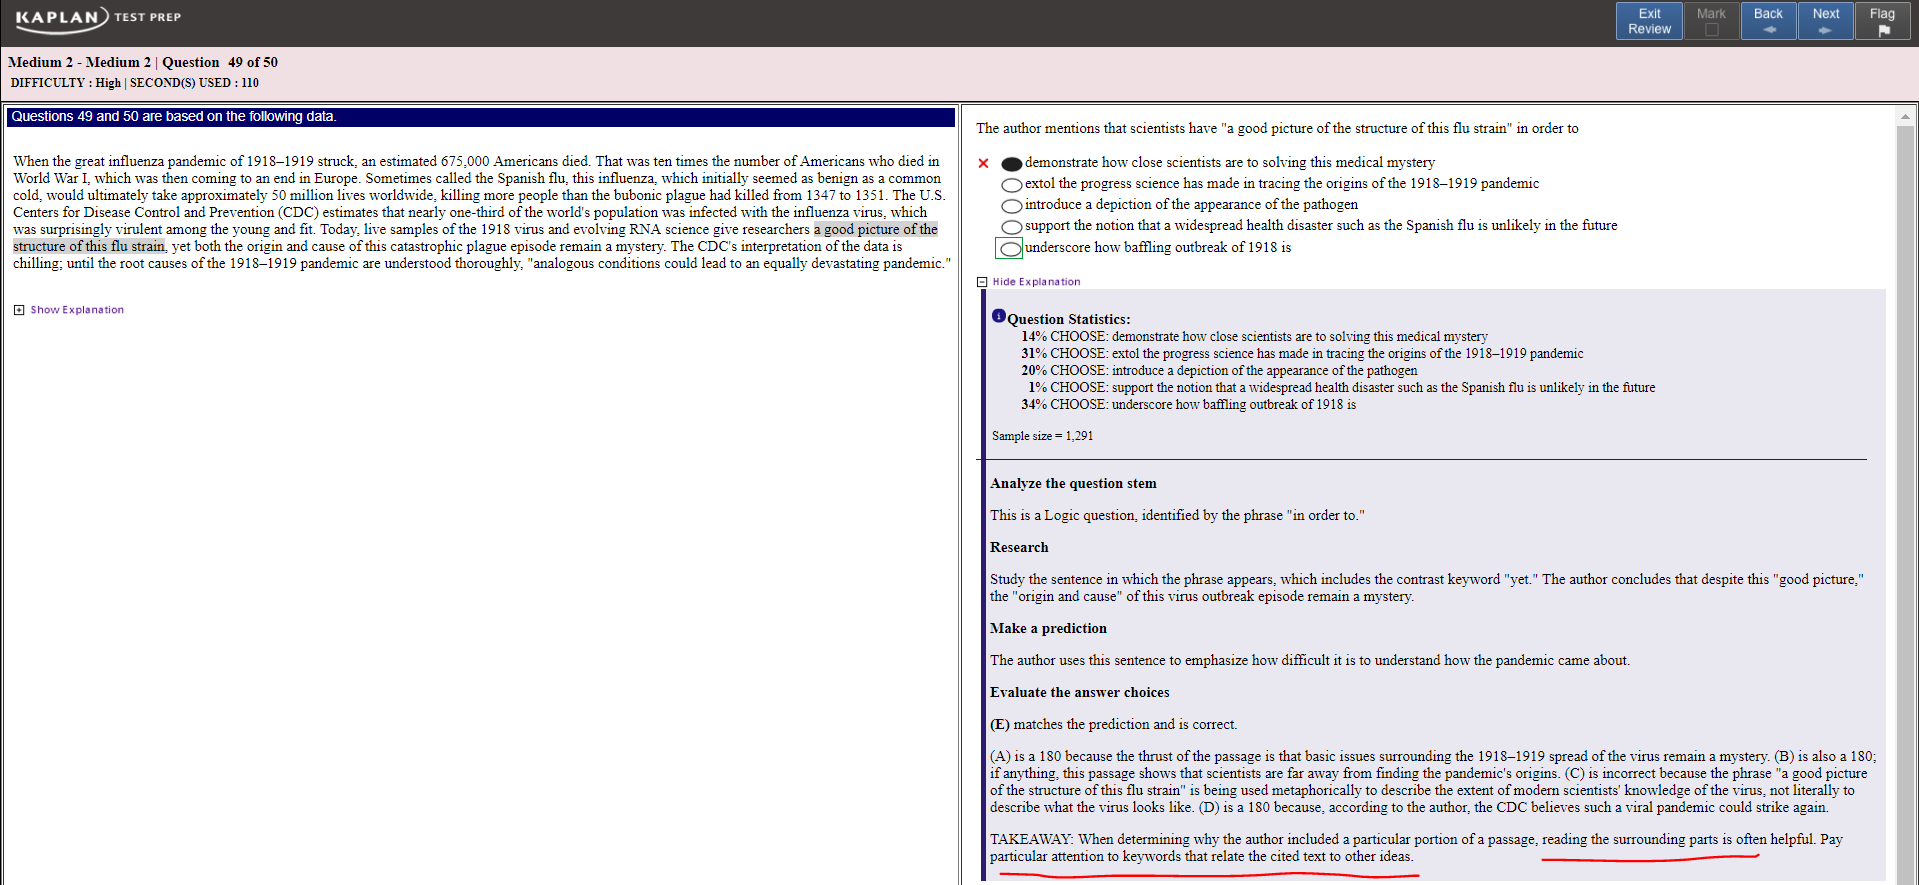 KAPLAN TEST PREP
Exit Review
Mark
Back
Next
Flag
Medium 2 - Medium 2 | Question 49 of 50
DIFFICULTY : High | SECOND(S) USED : 110
Questions 49 and 50 are based on the following data.
When the great influenza pandemic of 1918–1919 struck, an estimated 675,000 Americans died. That was ten times the number of Americans who died in
World War I, which was then coming to an end in Europe. Sometimes called the Spanish flu, this influenza, which initially seemed as benign as a common
cold, would ultimately take approximately 50 million lives worldwide, killing more people than the bubonic plague had killed from 1347 to 1351. The U.S.
Centers for Disease Control and Prevention (CDC) estimates that nearly one-third of the world's population was infected with the influenza virus, which
was surprisingly virulent among the young and fit. Today, live samples of the 1918 virus and evolving RNA science give researchers a good picture of the
structure of this flu strain, yet both the origin and cause of this catastrophic plague episode remain a mystery. The CDC's interpretation of the data is
chilling; until the root causes of the 1918–1919 pandemic are understood thoroughly, "analogous conditions could lead to an equally devastating pandemic."
Show Explanation
The author mentions that scientists have "a good picture of the structure of this flu strain" in order to
demonstrate how close scientists are to solving this medical mystery
extol the progress science has made in tracing the origins of the 1918–1919 pandemic
introduce a depiction of the appearance of the pathogen
support the notion that a widespread health disaster such as the Spanish flu is unlikely in the future
underscore how baffling outbreak of 1918 is
Hide Explanation
Question Statistics:
14% CHOOSE: demonstrate how close scientists are to solving this medical mystery
31% CHOOSE: extol the progress science has made in tracing the origins of the 1918–1919 pandemic
20% CHOOSE: introduce a depiction of the appearance of the pathogen
1% CHOOSE: support the notion that a widespread health disaster such as the Spanish flu is unlikely in the future
34% CHOOSE: underscore how baffling outbreak of 1918 is
Sample size = 1,291
Analyze the question stem
This is a Logic question, identified by the phrase "in order to."
Research
Study the sentence in which the phrase appears, which includes the contrast keyword "yet." The author concludes that despite this "good picture,"
the "origin and cause" of this virus outbreak episode remain a mystery.
Make a prediction
The author uses this sentence to emphasize how difficult it is to understand how the pandemic came about.
Evaluate the answer choices
(E) matches the prediction and is correct.
(A) is a 180 because the thrust of the passage is that basic issues surrounding the 1918–1919 spread of the virus remain a mystery. (B) is also a 180;
if anything, this passage shows that scientists are far away from finding the pandemic's origins. (C) is incorrect because the phrase "a good picture
of the structure of this flu strain" is being used metaphorically to describe the extent of modern scientists' knowledge of the virus, not literally to
describe what the virus looks like. (D) is a 180 because, according to the author, the CDC believes such a viral pandemic could strike again.
TAKEAWAY: When determining why the author included a particular portion of a passage, reading the surrounding parts is often helpful. Pay
particular attention to keywords that relate the cited text to other ideas.